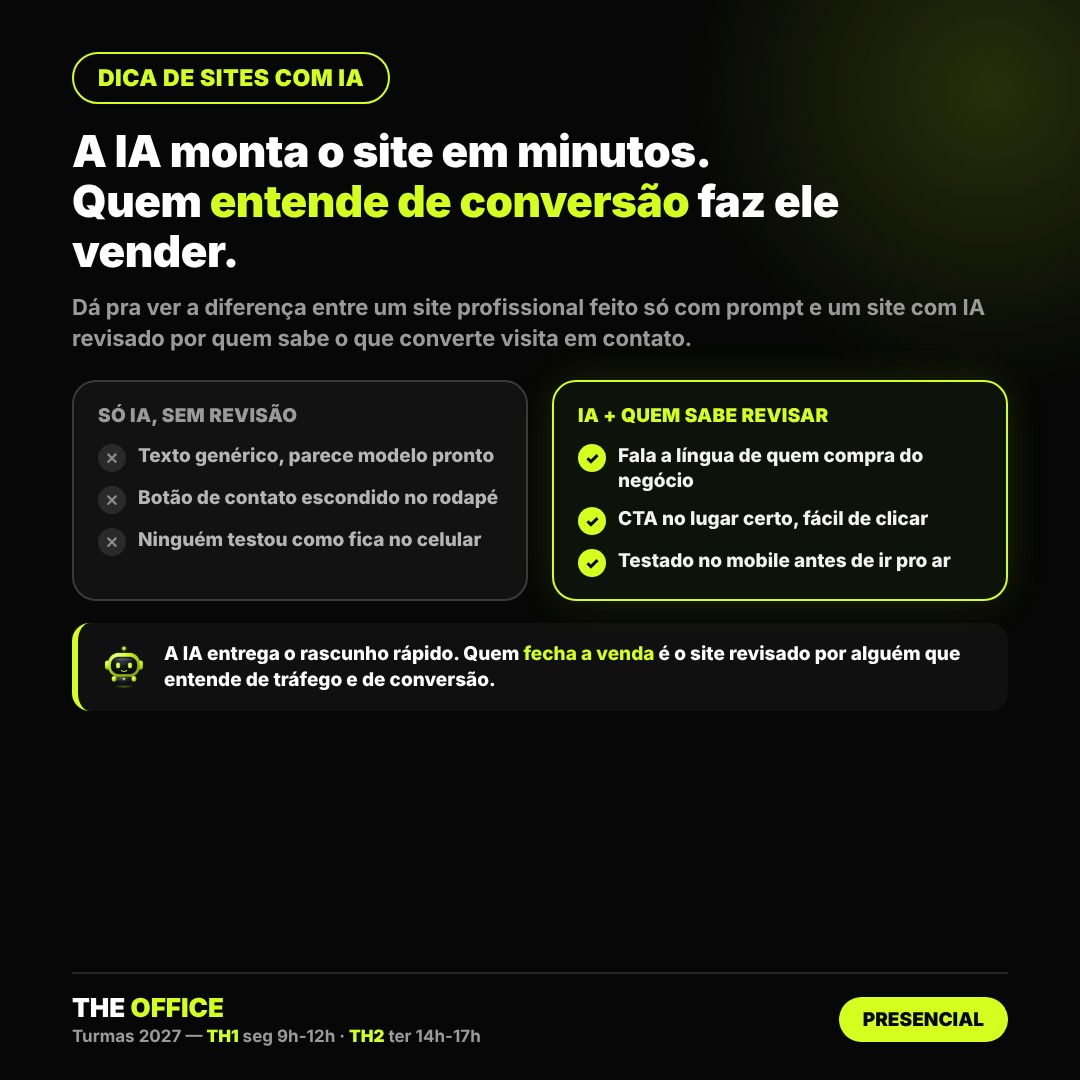 DICA DE SITES COM IA
A IA monta o site em minutos.
Quem entende de conversão faz ele
vender.
Dá pra ver a diferença entre um site profissional feito só com prompt e um site com IA
revisado por quem sabe o que converte visita em contato.
SÓ IA, SEM REVISÃO
Texto genérico, parece modelo pronto
Botão de contato escondido no rodapé
Ninguém testou como fica no celular
IA + QUEM SABE REVISAR
Fala a língua de quem compra do
negócio
CTA no lugar certo, fácil de clicar
Testado no mobile antes de ir pro ar
A IA entrega o rascunho rápido. Quem fecha a venda é o site revisado por alguém que
entende de tráfego e de conversão.
THE OFFICE
Turmas 2027 — TH1 seg 9h-12h · TH2 ter 14h-17h
PRESENCIAL